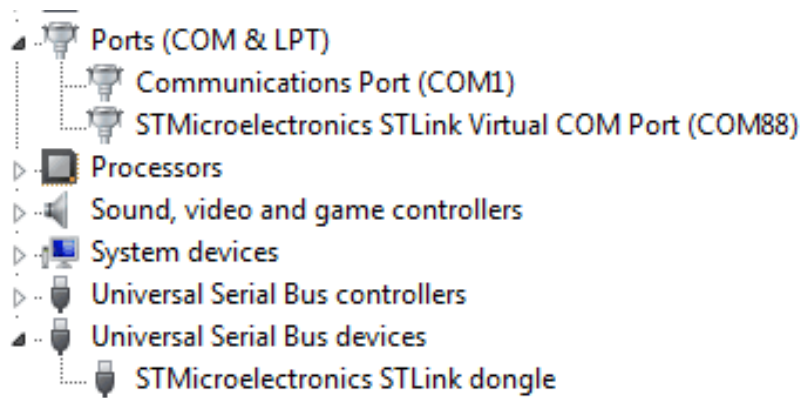 Ports (COM & LPT)
Communications Port (COM1)
STMicroelectronics STLink Virtual COM Port (COM88)
Processors
Sound, video and game controllers
System devices
Universal Serial Bus controllers
Universal Serial Bus devices
STMicroelectronics STLink dongle